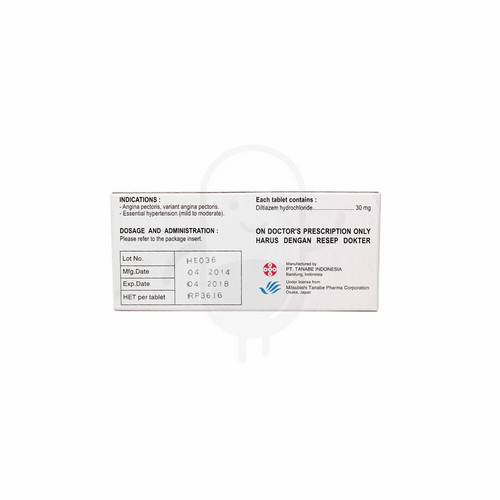 INDICATIONS :
- Angina pectoris, variant angina pectoris.
- Essential hypertension (mild to moderate).
DOSAGE AND ADMINISTRATION :
Please refer to the package insert.
Lot No. HE036
Mfg.Date 04 2014
Exp.Date 04 2018
HET per tablet RP3616
Each tablet contains :
Diltiazem hydrochloride................... 30 mg
ON DOCTOR'S PRESCRIPTION ONLY
HARUS DENGAN RESEP DOKTER
Manufactured by
PT. TANABE INDONESIA
Bandung, Indonesia
Under license from
Mitsubishi Tanabe Pharma Corporation
Osaka, Japan